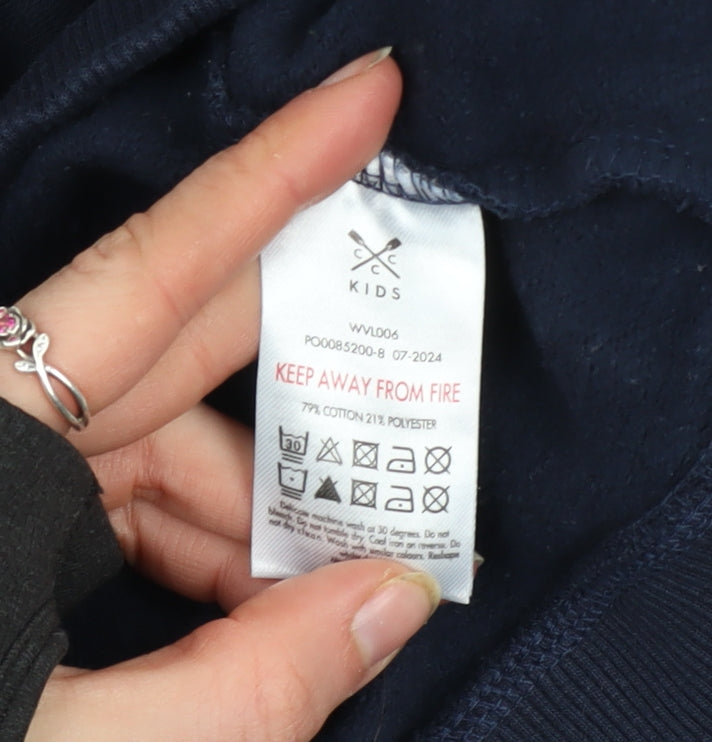 C C
C
KIDS
WVL006
PO0085200-8 07-2024
KEEP AWAY FROM FIRE
79% COTTON 21% POLYESTER
30
Delicate machine wash at 30 degrees. Do not
bleach. Do not tumble dry. Cool iron on reverse. Do
not dry clean. Wash with similar colours. Reshape